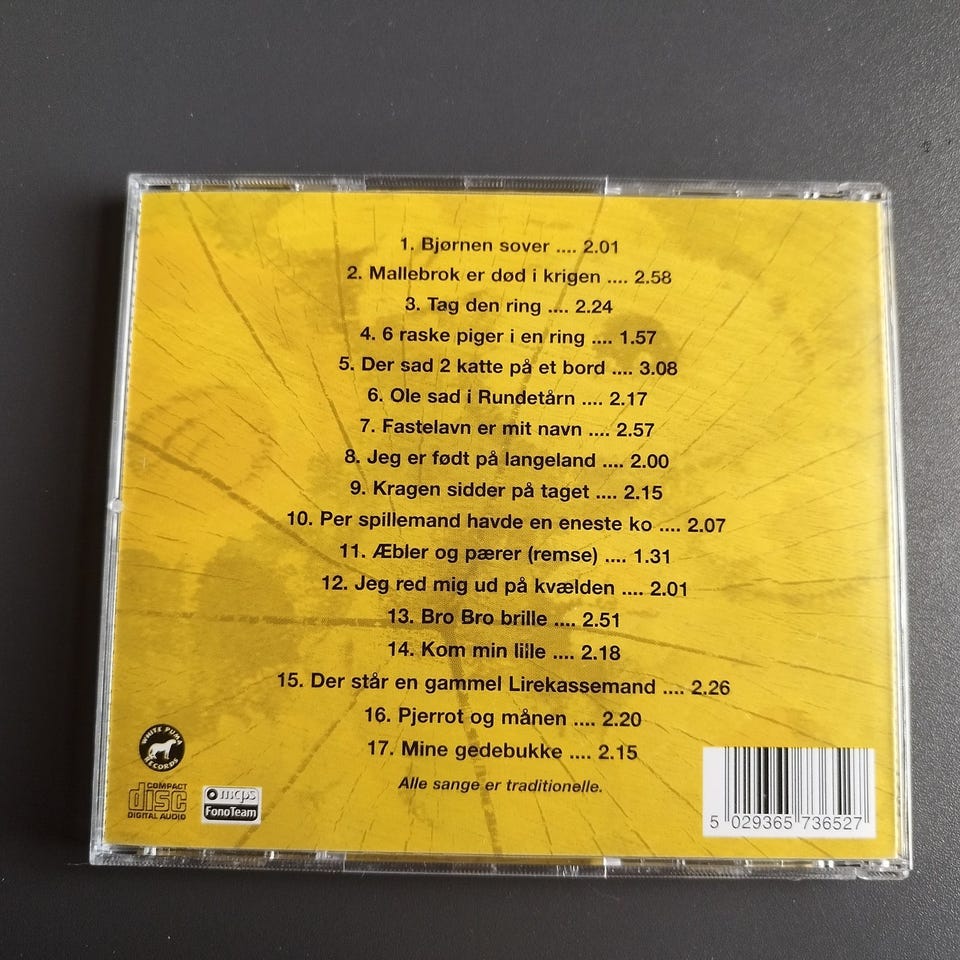 1. Bjørnen sover .... 2.01
2. Mallebrok er død i krigen .... 2.58
3. Tag den ring .... 2.24
4. 6 raske piger i en ring .... 1.57
5. Der sad 2 katte på et bord .... 3.08
6. Ole sad i Rundetårn .... 2.17
7. Fastelavn er mit navn .... 2.57
8. Jeg er født på langeland .... 2.00
9. Kragen sidder på taget .... 2.15
10. Per spillemand havde en eneste ko .... 2.07
11. Æbler og pærer (remse) .... 1.31
12. Jeg red mig ud på kvælden .... 2.01
13. Bro Bro brille .... 2.51
14. Kom min lille .... 2.18
15. Der står en gammel Lirekassemand .... 2.26
16. Pjerrot og månen .... 2.20
17. Mine gedebukke .... 2.15
Alle sange er traditionelle.
WHITE PUMA
RECORDS
COMPACT
disc
DIGITAL AUDIO
mcps
FonoTeam
5 029365 736527